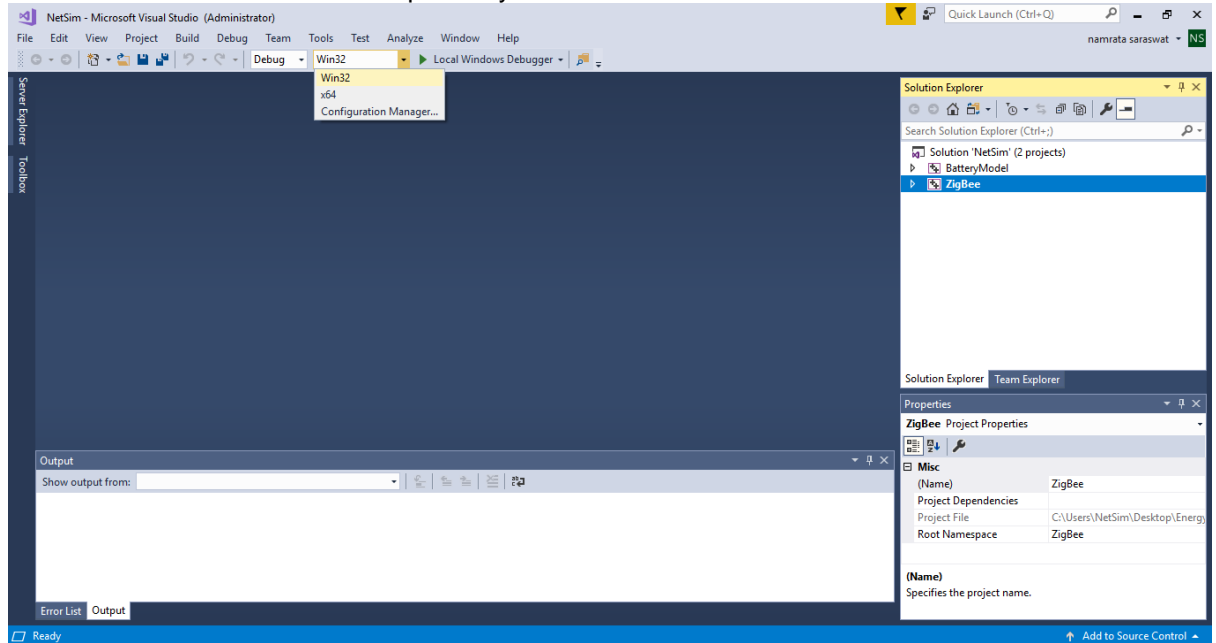 NetSim - Microsoft Visual Studio (Administrator)
Quick Launch (Ctrl+Q)
File Edit View Project Build Debug Team Tools Test Analyze Window Help
namrata saraswat NS
Debug Win32 Local Windows Debugger
Win32
x64
Configuration Manager...
Server Explorer
Toolbox
Solution Explorer
Search Solution Explorer (Ctrl+;)
Solution 'NetSim' (2 projects)
BatteryModel
ZigBee
Solution Explorer Team Explorer
Properties
ZigBee Project Properties
Misc
(Name) ZigBee
Project Dependencies
Project File C:\Users\NetSim\Desktop\Energy
Root Namespace ZigBee
(Name)
Specifies the project name.
Output
Show output from:
Error List Output
Ready
Add to Source Control